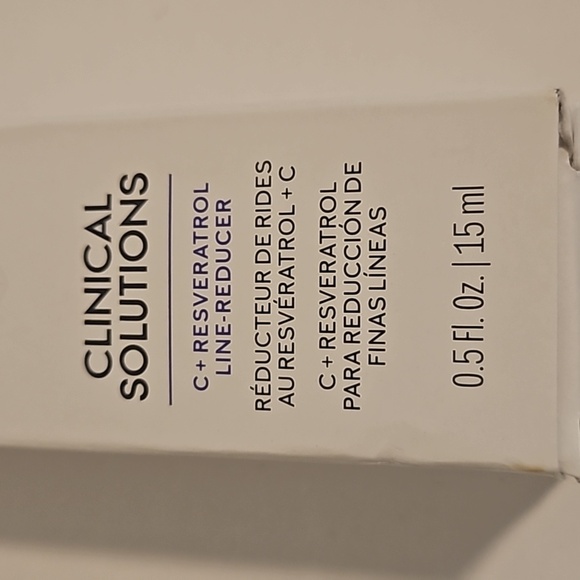 CLINICAL
SOLUTIONS
C + RESVERATROL
LINE-REDUCER
RÉDUCTEUR DE RIDES
AU RESVÉRATROL + C
C + RESVERATROL
PARA REDUCCIÓN DE
FINAS LÍNEAS
0.5 Fl. Oz. | 15 ml